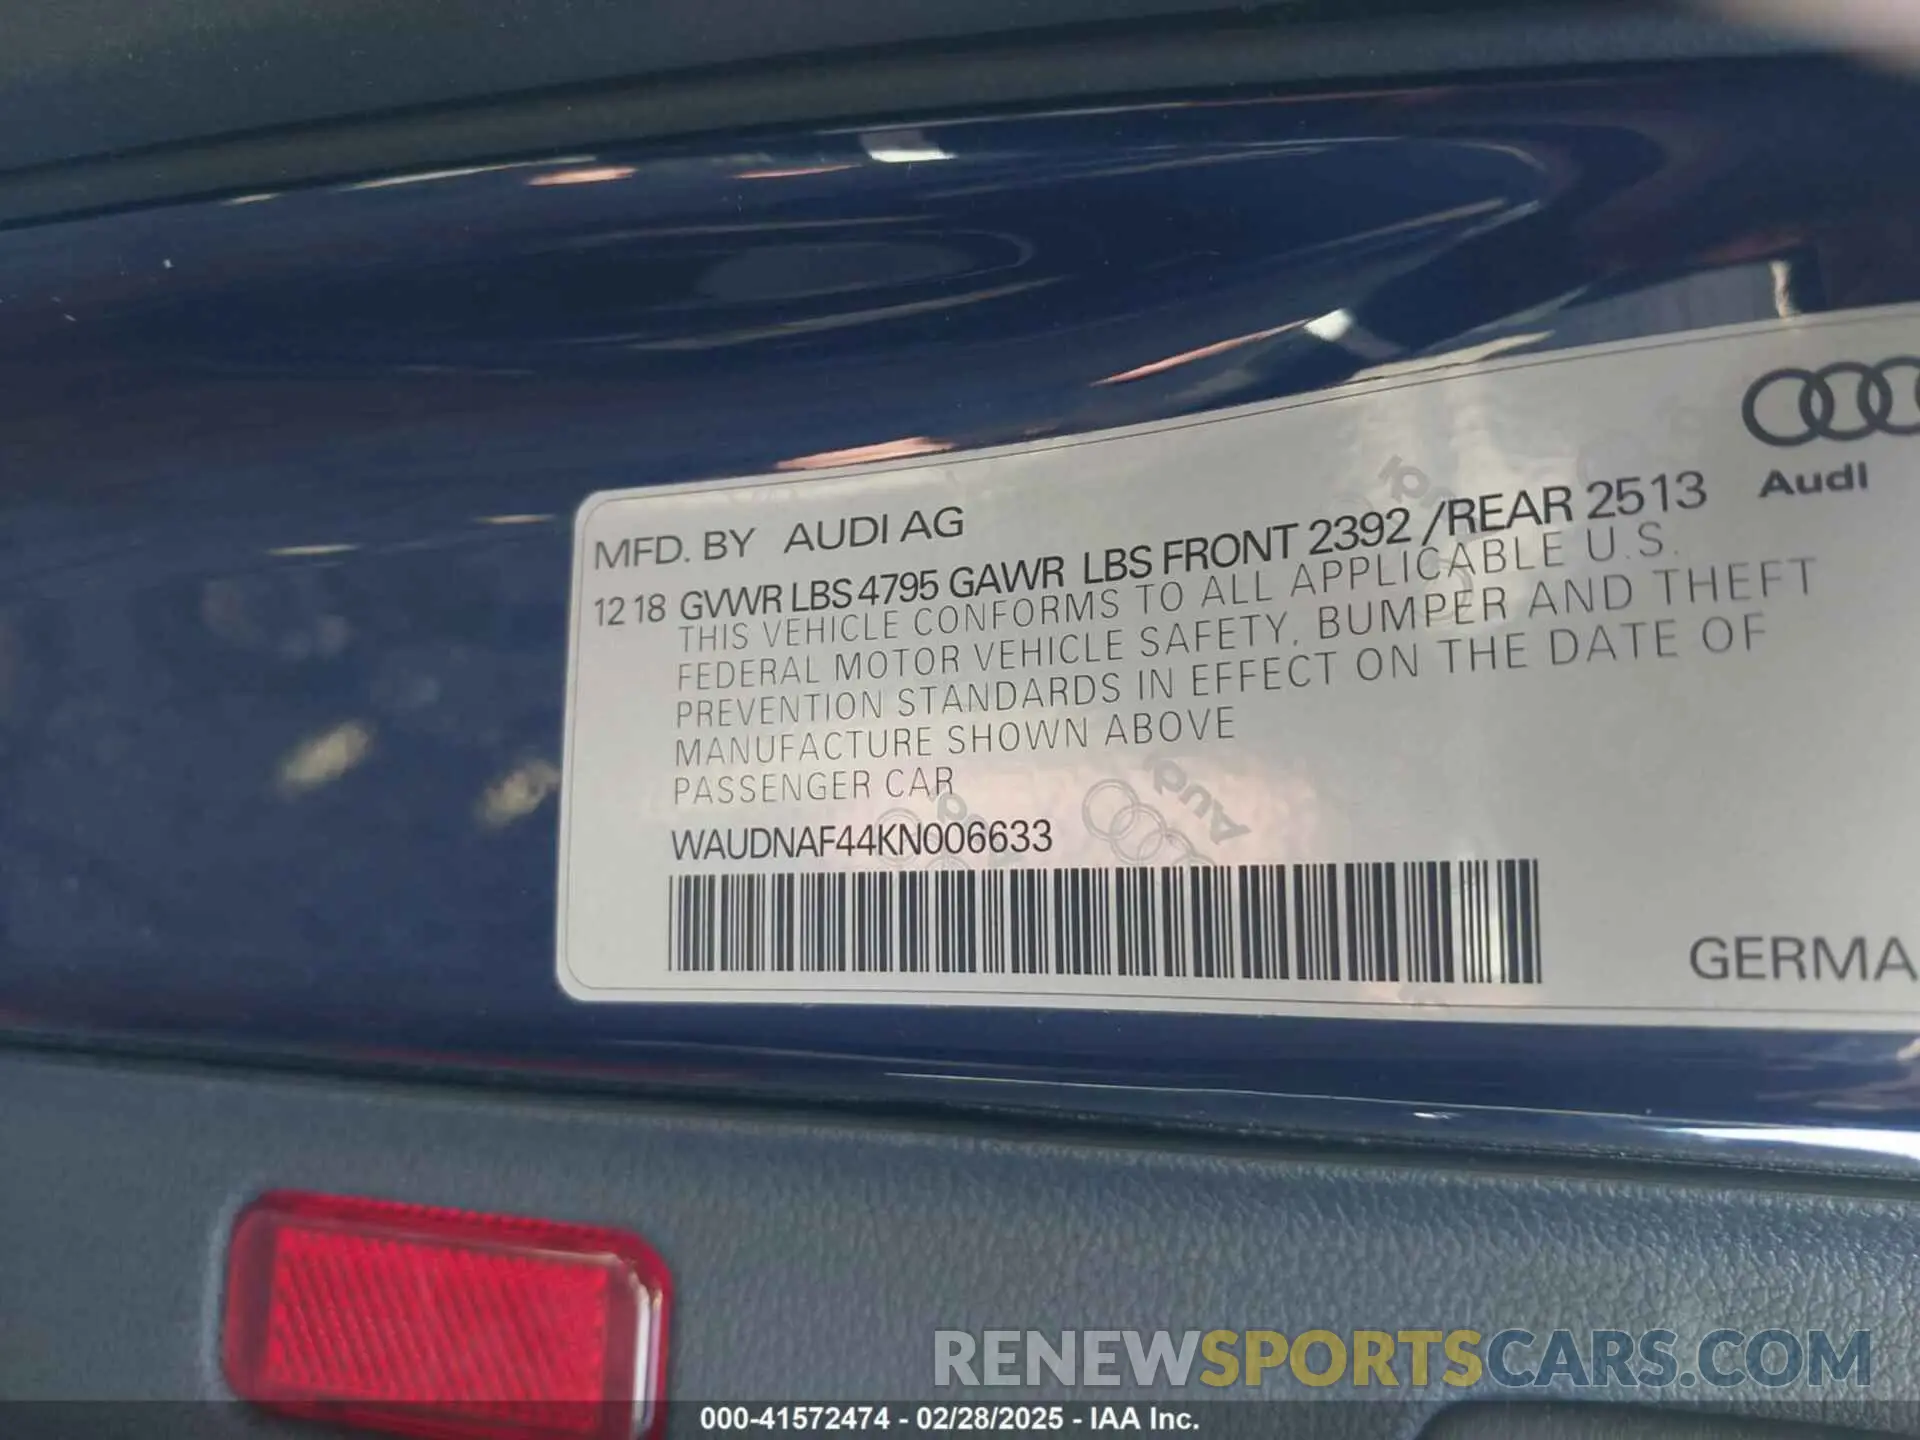 Audi
MFD. BY AUDI AG
12 18 GVWR LBS 4795 GAWR LBS FRONT 2392 /REAR 2513
THIS VEHICLE CONFORMS TO ALL APPLICABLE U.S.
FEDERAL MOTOR VEHICLE SAFETY, BUMPER AND THEFT
PREVENTION STANDARDS IN EFFECT ON THE DATE OF
MANUFACTURE SHOWN ABOVE
PASSENGER CAR
WAUDNAF44KN006633
GERMA
RENEWSPORTSCARS.COM
000-41572474 - 02/28/2025 - IAA Inc.